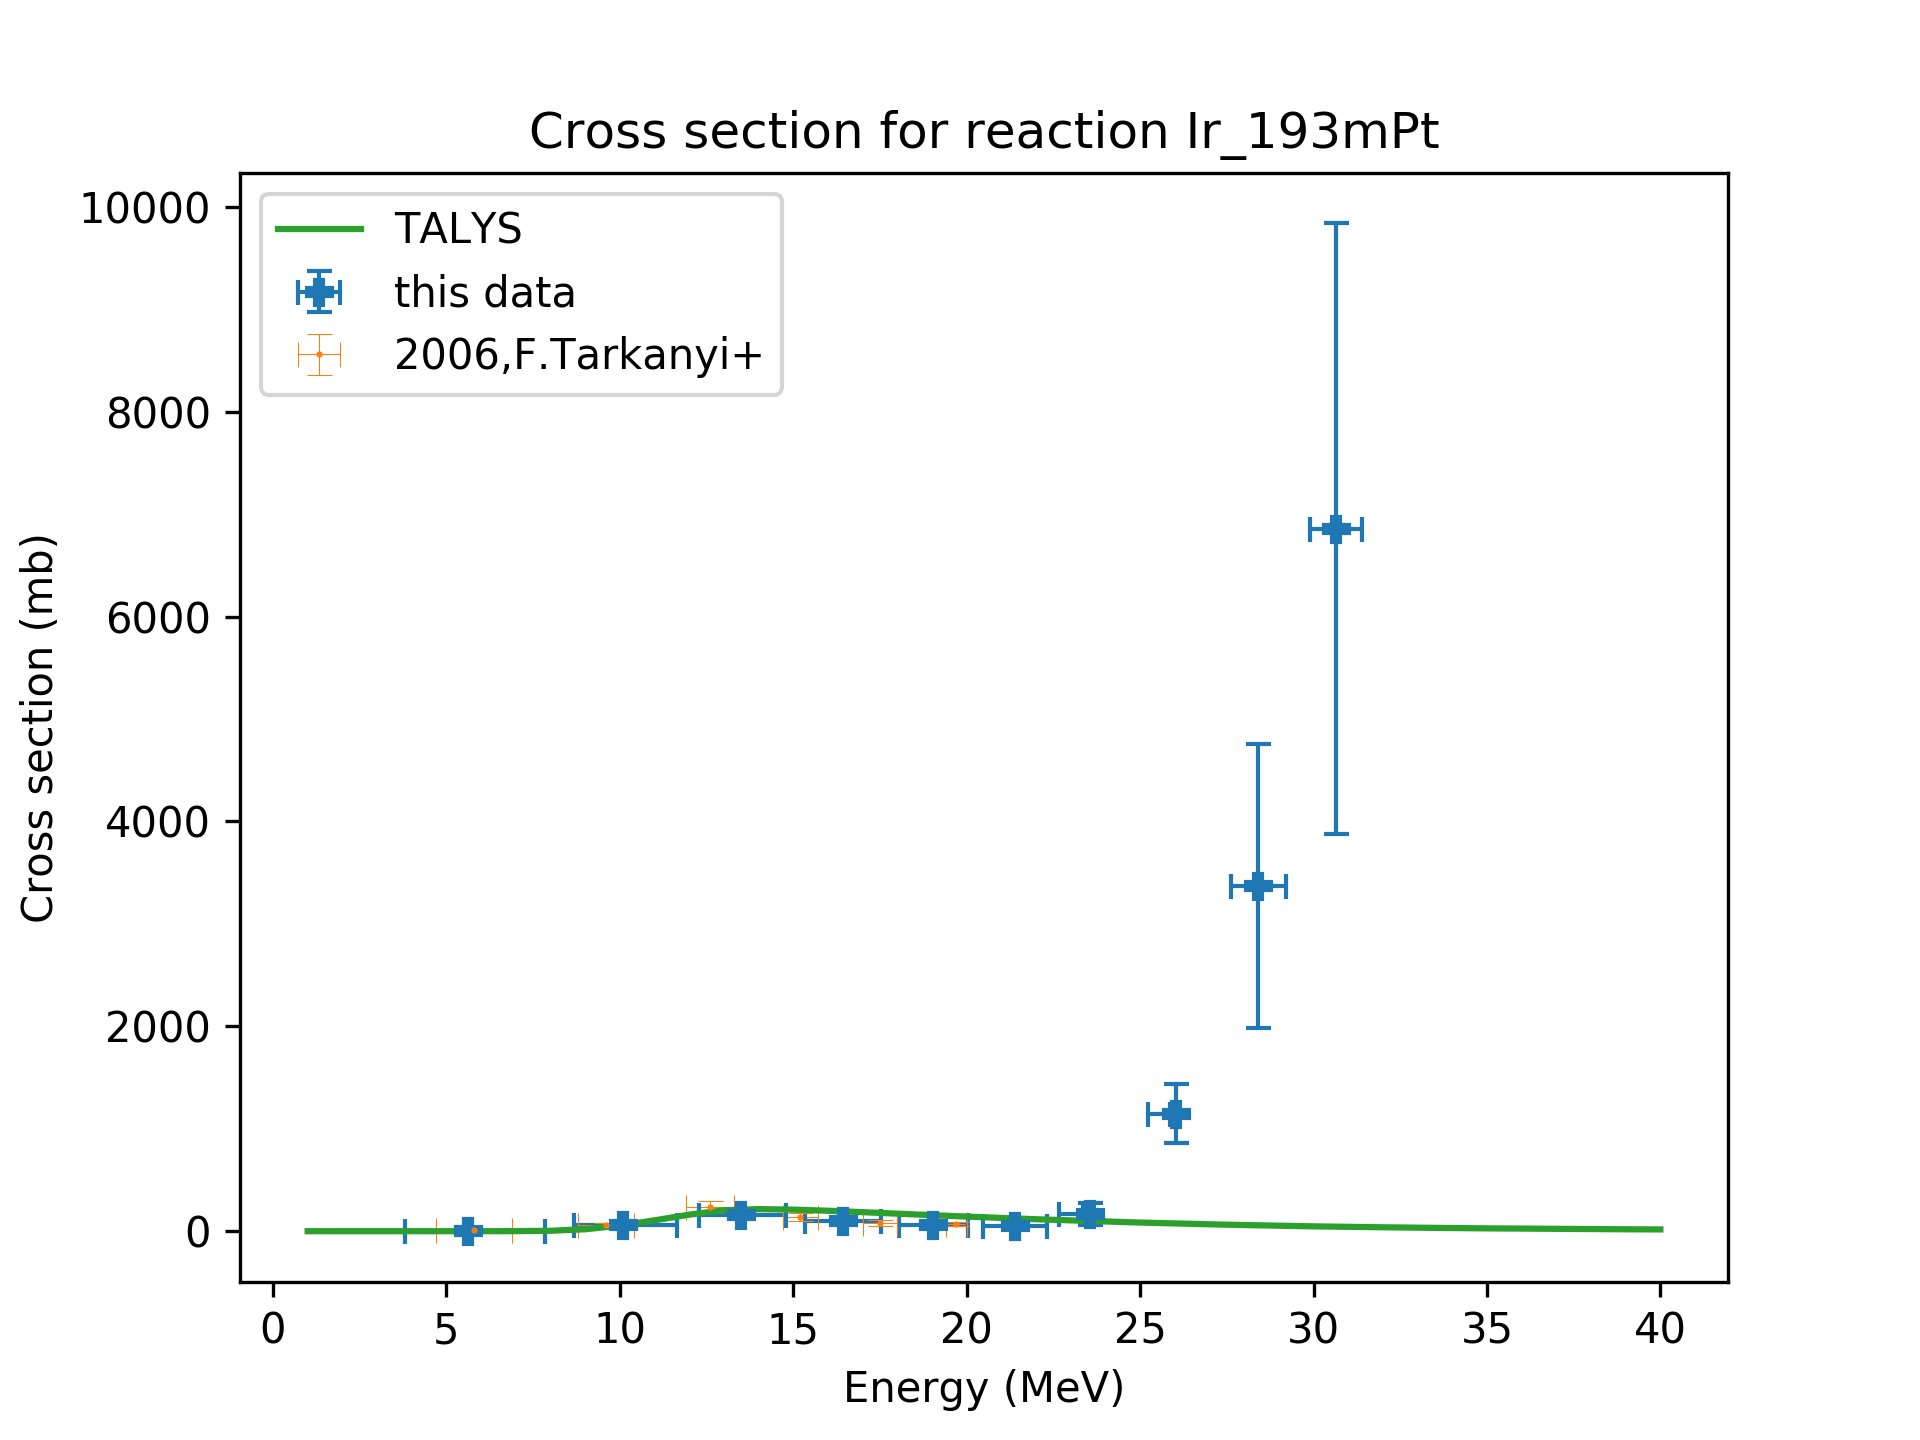 Cross section for reaction Ir_193mPt
TALYS
this data
2006,F.Tarkanyi+
10000
8000
6000
4000
2000
0
Cross section (mb)
0 5 10 15 20 25 30 35 40
Energy (MeV)